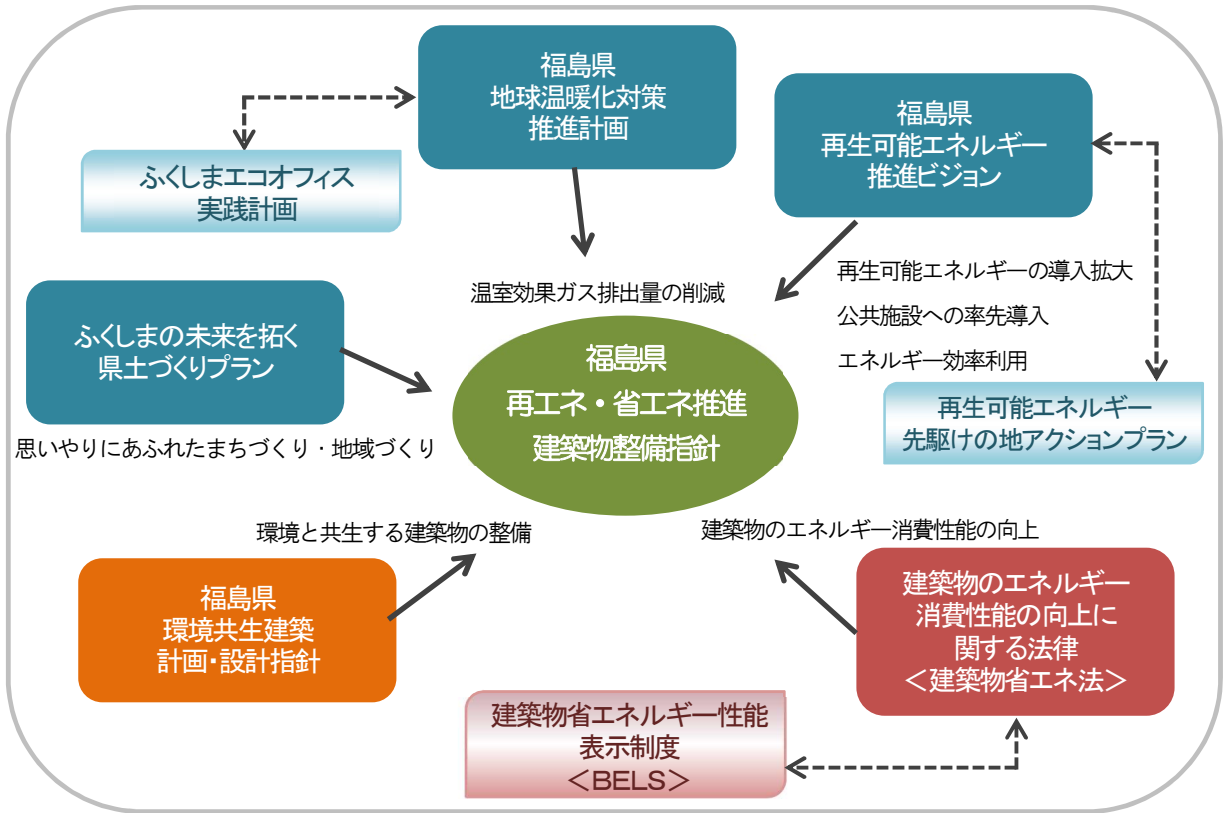 福島県
地球温暖化対策
推進計画
福島県
再生可能エネルギー
推進ビジョン
ふくしまエコオフィス
実践計画
再生可能エネルギーの導入拡大
公共施設への率先導入
エネルギー効率利用
温室効果ガス排出量の削減
ふくしまの未来を拓く
県土づくりプラン
思いやりにあふれたまちづくり・地域づくり
福島県
再エネ・省エネ推進
建築物整備指針
再生可能エネルギー
先駆けの地アクションプラン
環境と共生する建築物の整備
建築物のエネルギー消費性能の向上
福島県
環境共生建築
計画・設計指針
建築物のエネルギー
消費性能の向上に
関する法律
＜建築物省エネ法＞
建築物省エネルギー性能
表示制度
＜BELS＞